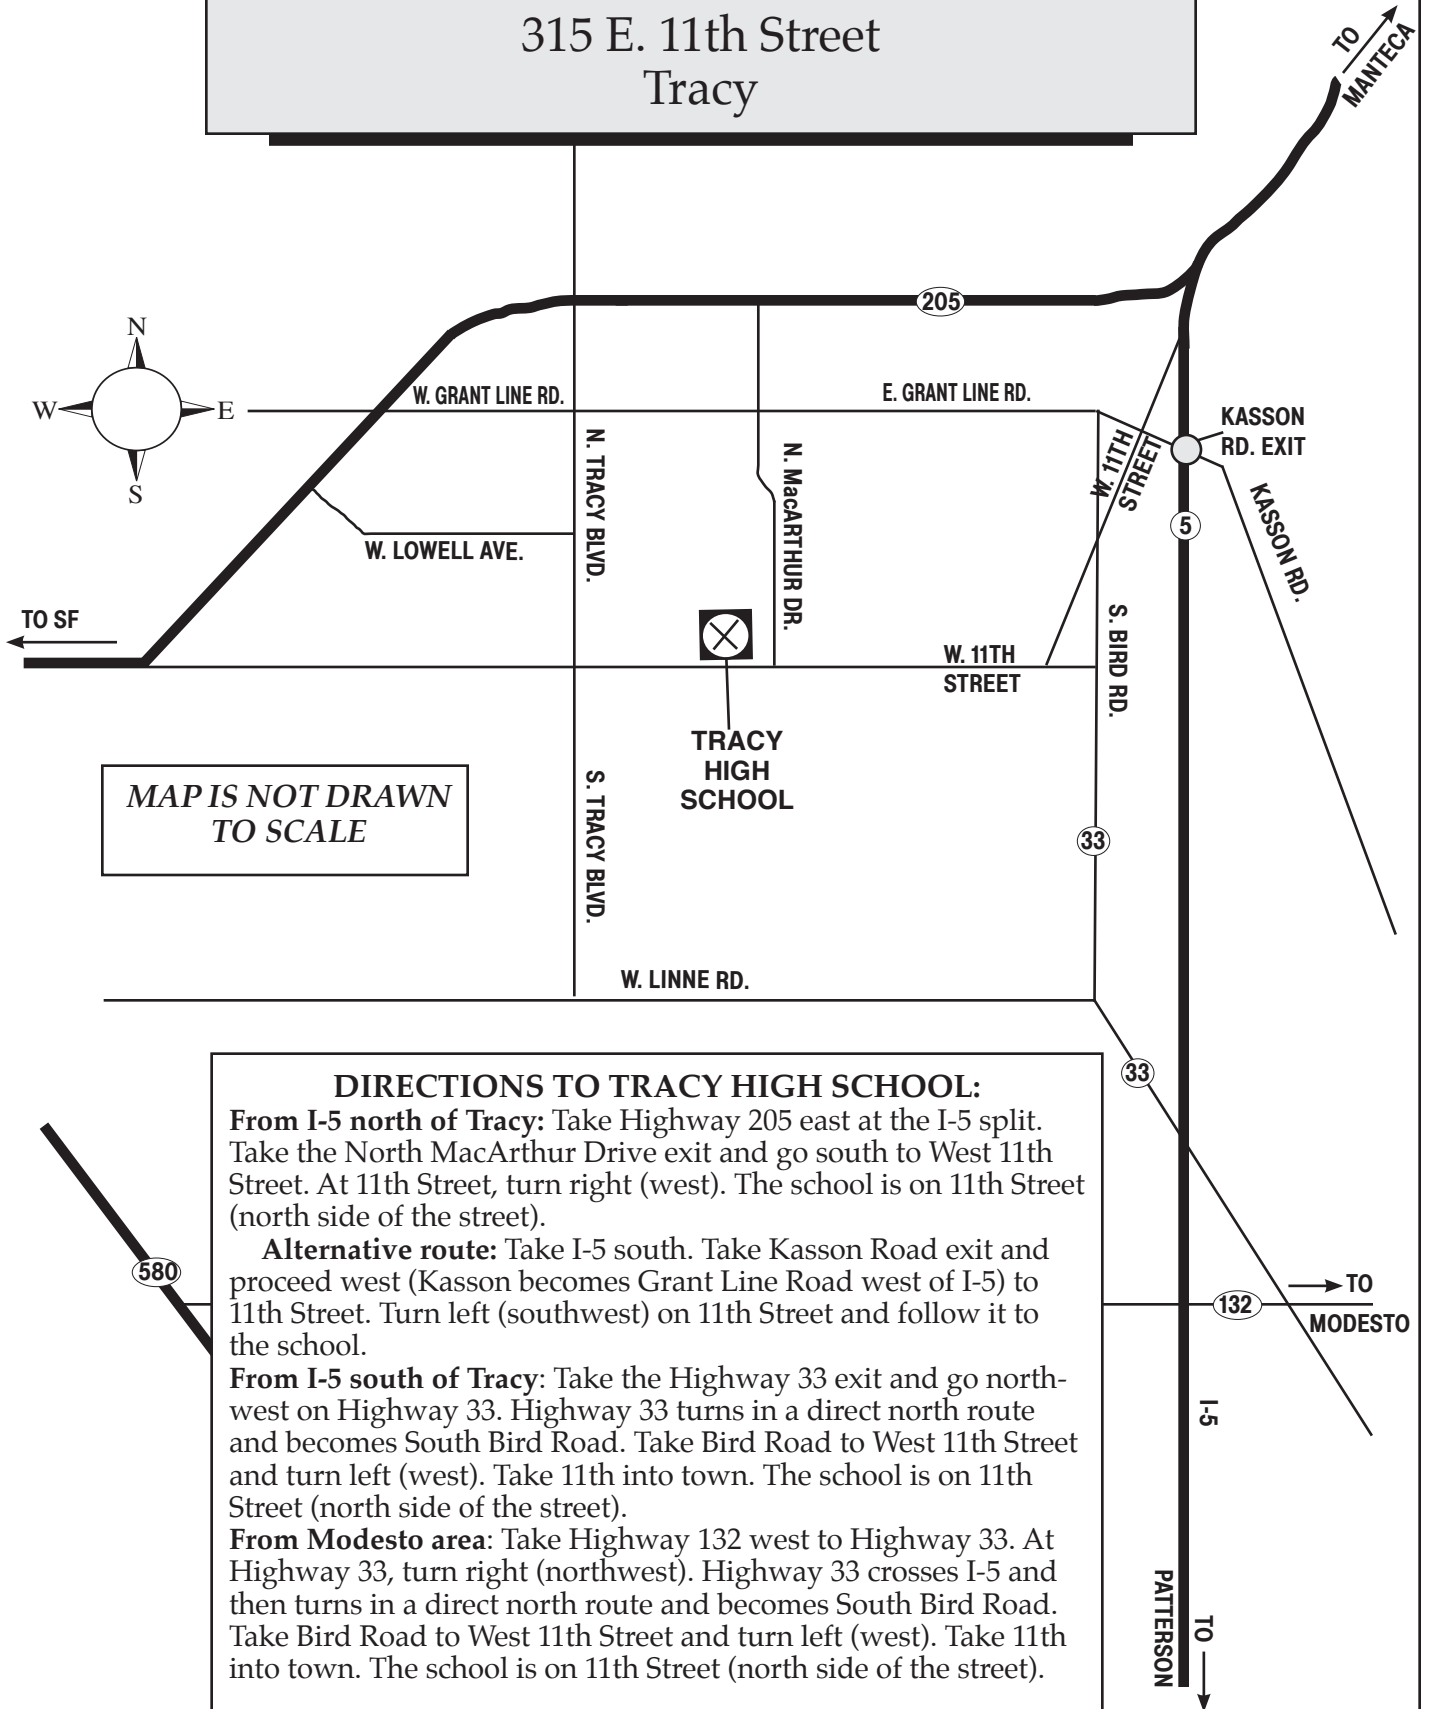 315 E. 11th Street
Tracy
TO
MANTECA
205
N
W
E
S
W. GRANT LINE RD.
E. GRANT LINE RD.
KASSON
RD. EXIT
N. TRACY BLVD.
N. MacARTHUR DR.
W. 11TH
STREET
5
KASSON RD.
W. LOWELL AVE.
TO SF
S. BIRD RD.
W. 11TH
STREET
TRACY
HIGH
SCHOOL
MAP IS NOT DRAWN
TO SCALE
S. TRACY BLVD.
33
W. LINNE RD.
33
DIRECTIONS TO TRACY HIGH SCHOOL:
From I-5 north of Tracy: Take Highway 205 east at the I-5 split.
Take the North MacArthur Drive exit and go south to West 11th
Street. At 11th Street, turn right (west). The school is on 11th Street
(north side of the street).
Alternative route: Take I-5 south. Take Kasson Road exit and
proceed west (Kasson becomes Grant Line Road west of I-5) to
11th Street. Turn left (southwest) on 11th Street and follow it to
the school.
From I-5 south of Tracy: Take the Highway 33 exit and go north-
west on Highway 33. Highway 33 turns in a direct north route
and becomes South Bird Road. Take Bird Road to West 11th Street
and turn left (west). Take 11th into town. The school is on 11th
Street (north side of the street).
From Modesto area: Take Highway 132 west to Highway 33. At
Highway 33, turn right (northwest). Highway 33 crosses I-5 and
then turns in a direct north route and becomes South Bird Road.
Take Bird Road to West 11th Street and turn left (west). Take 11th
into town. The school is on 11th Street (north side of the street).
580
132
TO
MODESTO
I-5
TO
PATTERSON